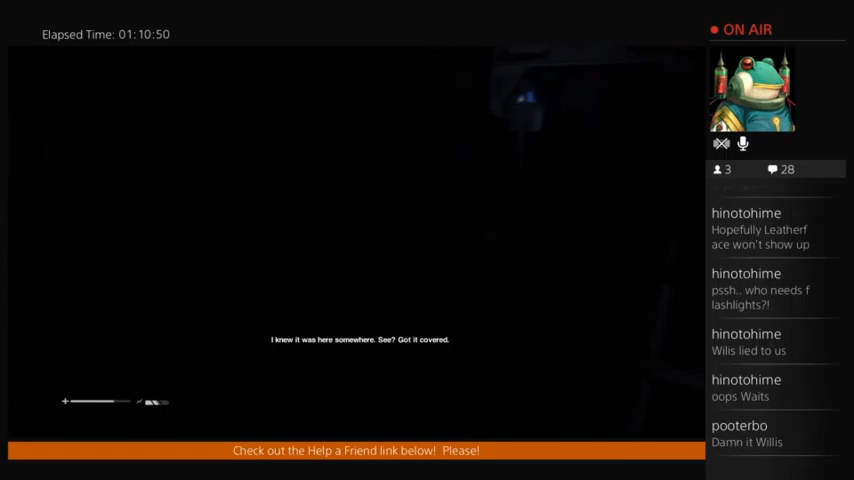 Elapsed Time: 01:10:50
ON AIR
3
28
hinotohime
Hopefully Leatherf
ace won't show up
hinotohime
pssh.. who needs f
lashlights?!
hinotohime
Wilis lied to us
hinotohime
oops Waits
pooterbo
Damn it Willis
I knew it was here somewhere. See? Got it covered.
Check out the Help a Friend link below! Please!